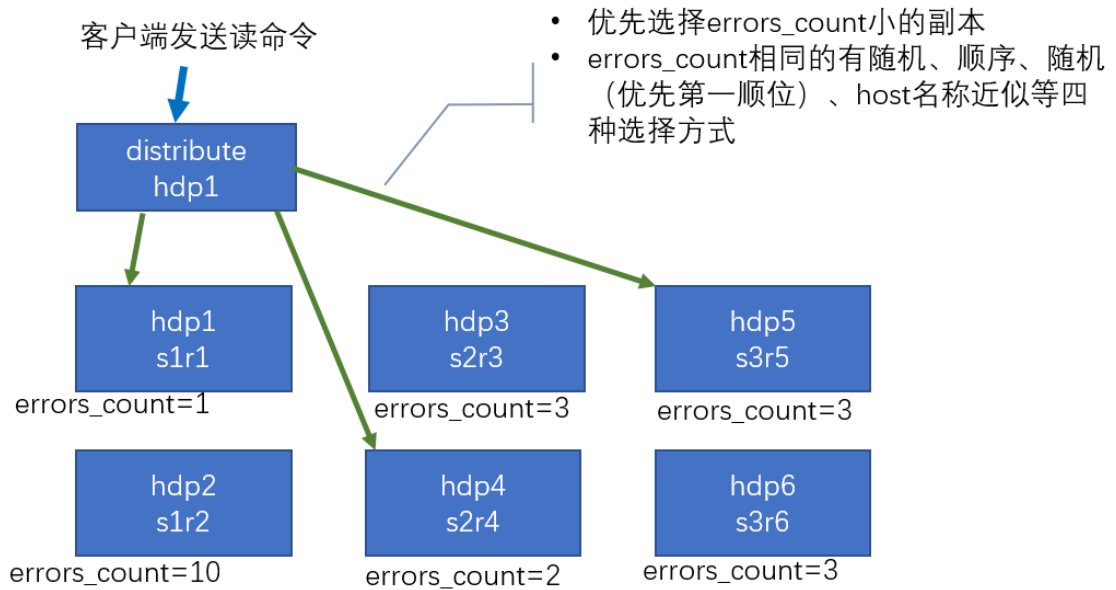 客户端发送读命令
• 优先选择errors_count小的副本
• errors_count相同的有随机、顺序、随机
（优先第一顺位）、host名称近似等四
种选择方式
distribute
hdp1
hdp1
s1r1
errors_count=1
hdp3
s2r3
errors_count=3
hdp5
s3r5
errors_count=3
hdp2
s1r2
errors_count=10
hdp4
s2r4
errors_count=2
hdp6
s3r6
errors_count=3